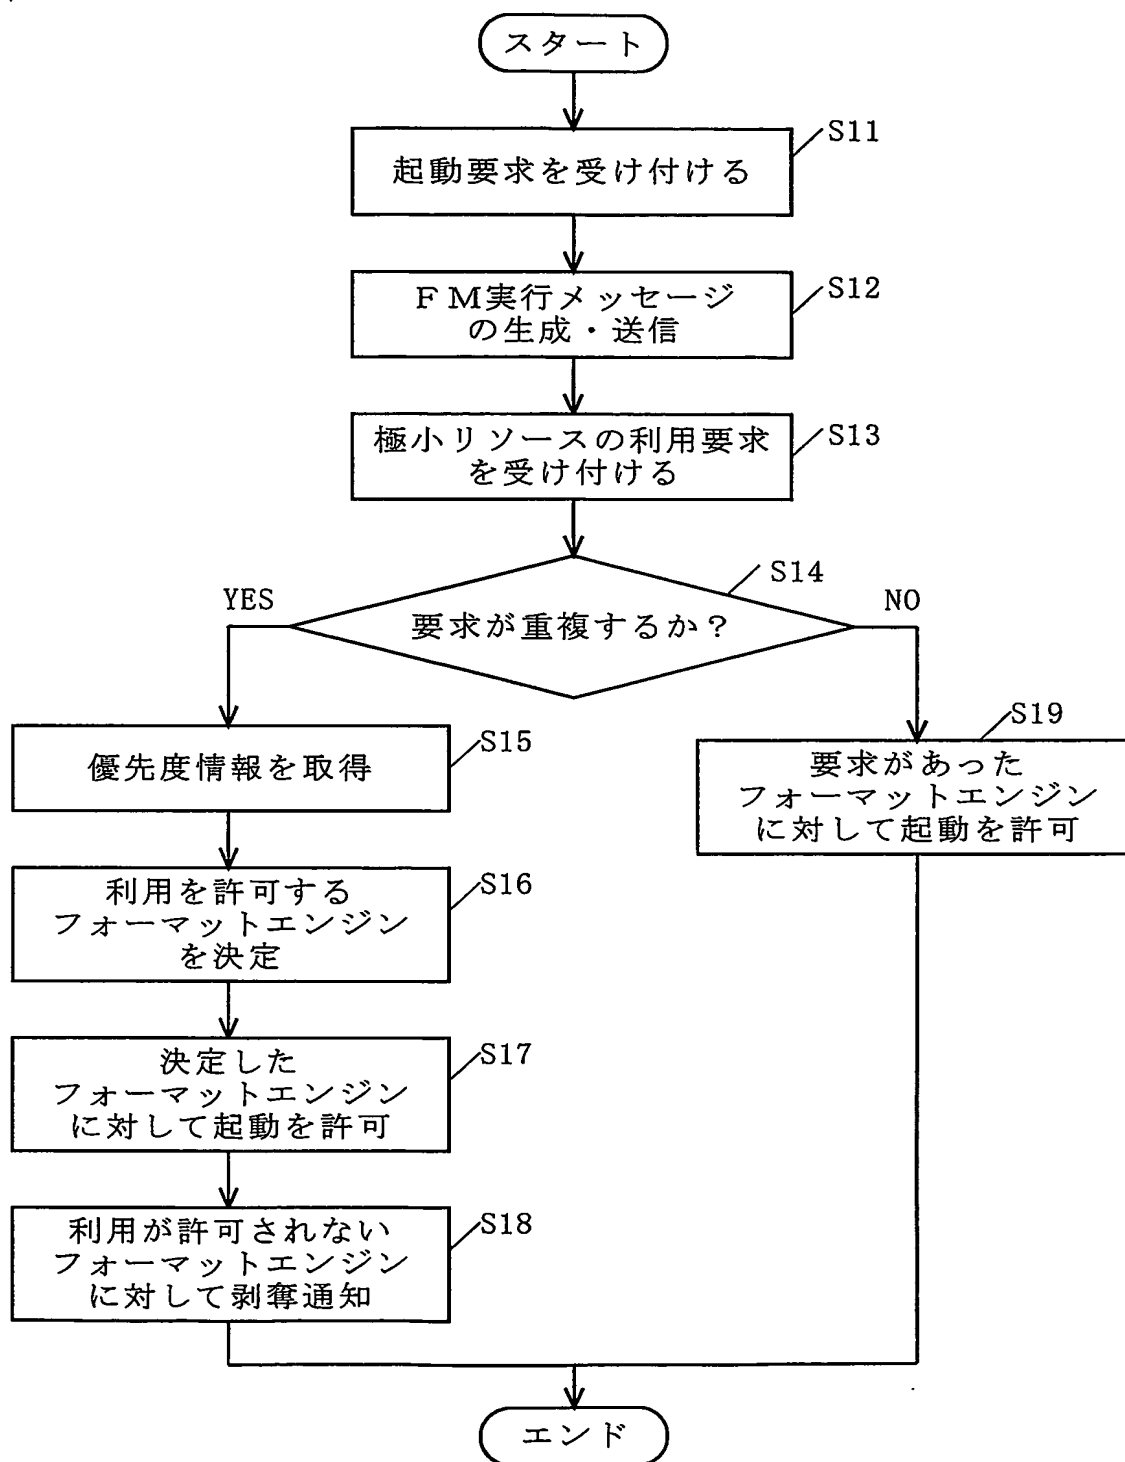 スタート
S11
起動要求を受け付ける
S12
FM実行メッセージ
の生成・送信
S13
極小リソースの利用要求
を受け付ける
S14
YES
要求が重複するか？
NO
S15
優先度情報を取得
S19
要求があった
フォーマットエンジン
に対して起動を許可
S16
利用を許可する
フォーマットエンジン
を決定
S17
決定した
フォーマットエンジン
に対して起動を許可
S18
利用が許可されない
フォーマットエンジン
に対して剥奪通知
エンド